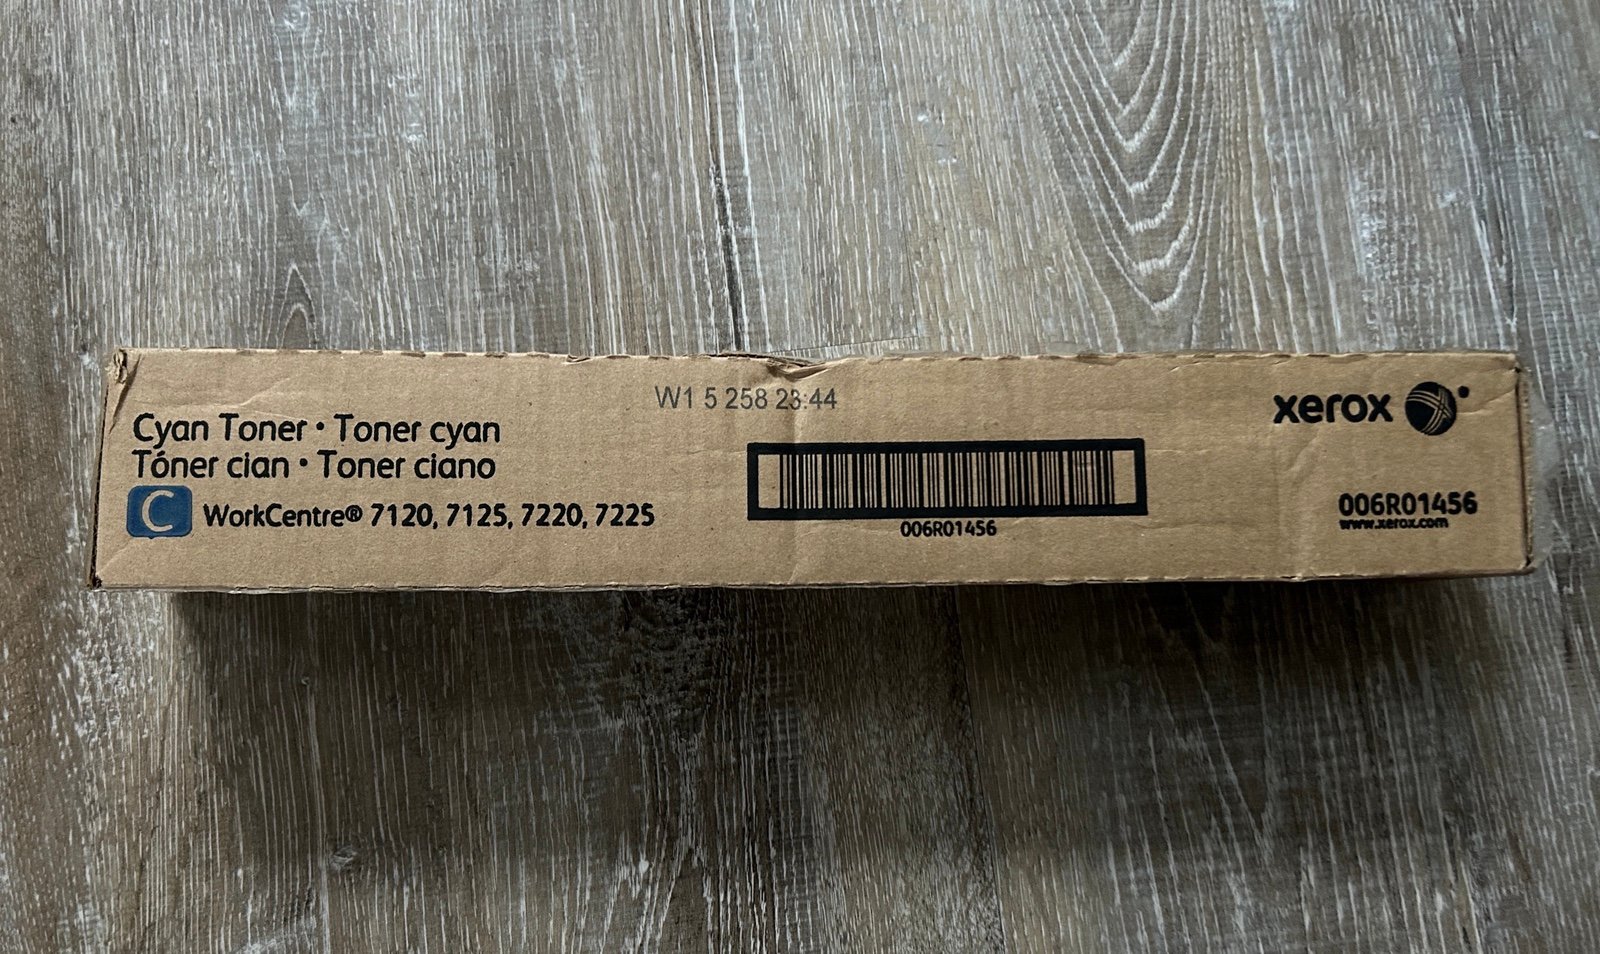 W1 5 258 23:44
Cyan Toner • Toner cyan
Tóner cian • Toner ciano
C WorkCentre® 7120, 7125, 7220, 7225
006R01456
xerox
006R01456
www.xerox.com